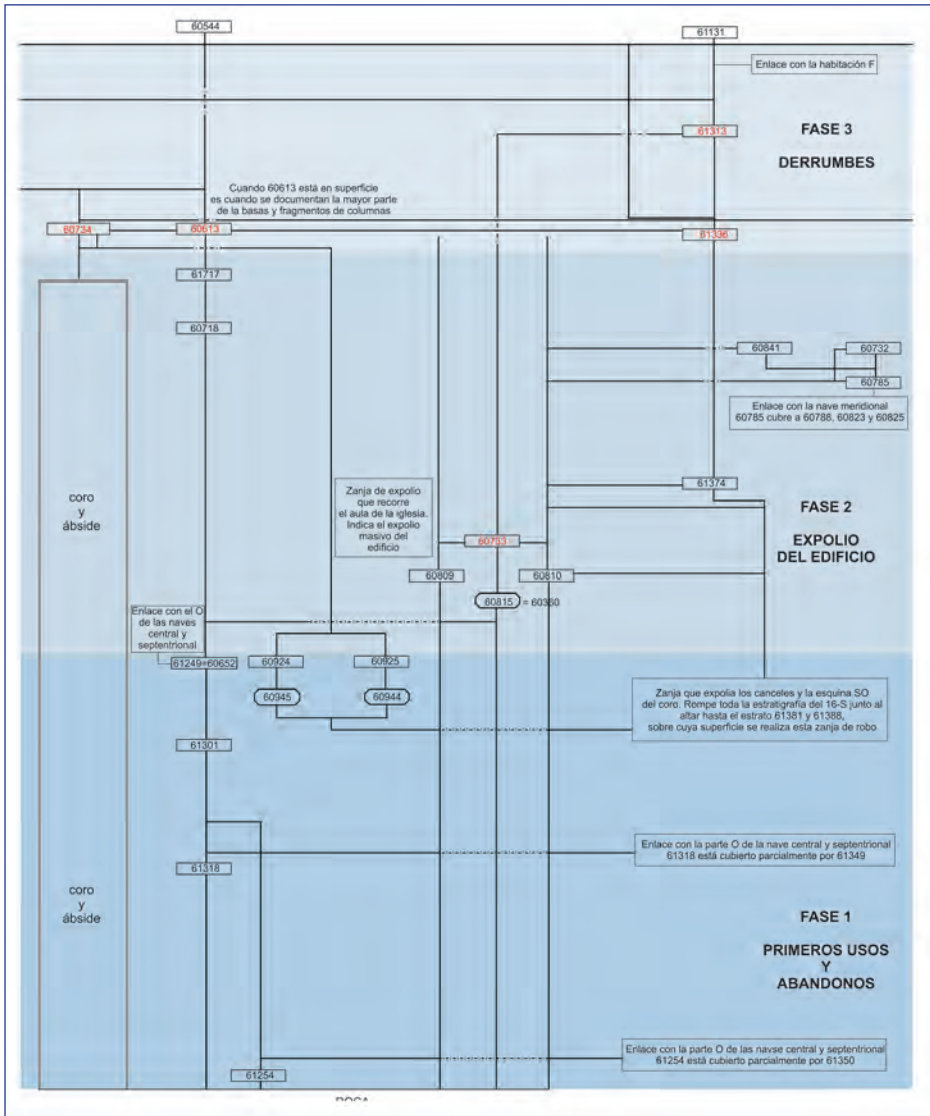 60544
61131
Enlace con la habitación F
61313
FASE 3
DERRUMBES
Cuando 60613 está en superficie
es cuando se documentan la mayor parte
de la basas y fragmentos de columnas
60734
60613
61336
61717
60718
60841
60732
60785
Enlace con la nave meridional
60785 cubre a 60788, 60823 y 60825
61374
coro
y
ábside
Zanja de expolio
que recorre
el aula de la iglesia.
Indica el expolio
masivo del
edificio
FASE 2
EXPOLIO
DEL EDIFICIO
60733
60809
60810
60815 = 60360
Enlace con el O
de las naves
central y
septentrional
61249=60652
60924
60925
60945
60944
Zanja que expolia los canceles y la esquina SO
del coro. Rompe toda la estratigrafía del 16-S junto al
altar hasta el estrato 61381 y 61388,
sobre cuya superficie se realiza esta zanja de robo
61301
Enlace con la parte O de la nave central y septentrional
61318 está cubierto parcialmente por 61349
61318
coro
y
ábside
FASE 1
PRIMEROS USOS
Y
ABANDONOS
Enlace con la parte O de las navse central y septentrional
61254 está cubierto parcialmente por 61350
61254